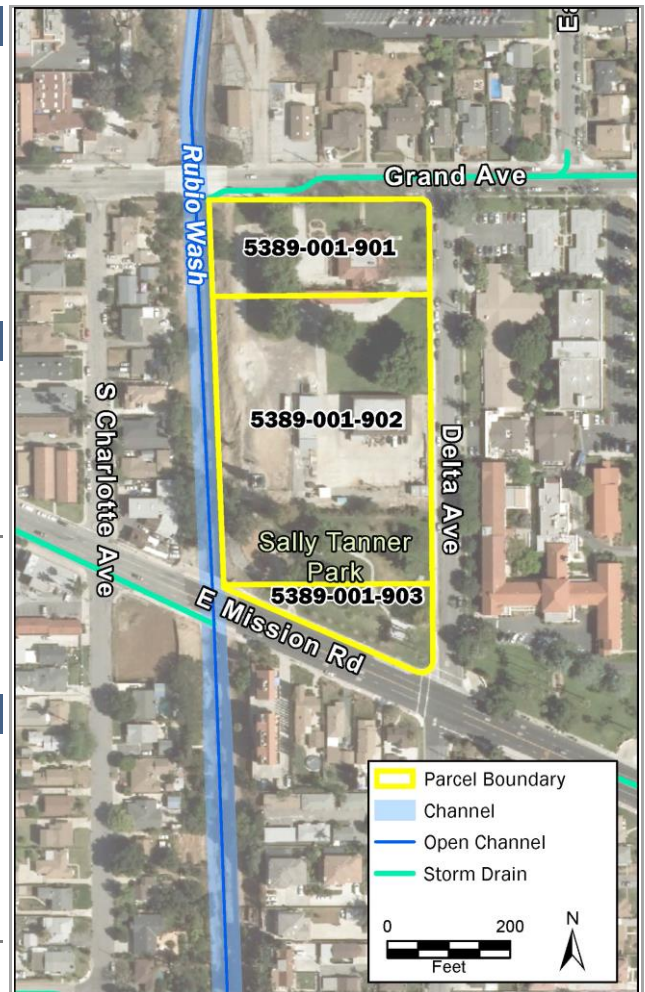 Ea
Rubio Wash
Grand Ave
5389-001-901
S Charlotte Ave
5389-001-902
Delta Ave
Sally Tanner
Park
5389-001-903
E Mission Rd
Parcel Boundary
Channel
Open Channel
Storm Drain
0 200
Feet
N